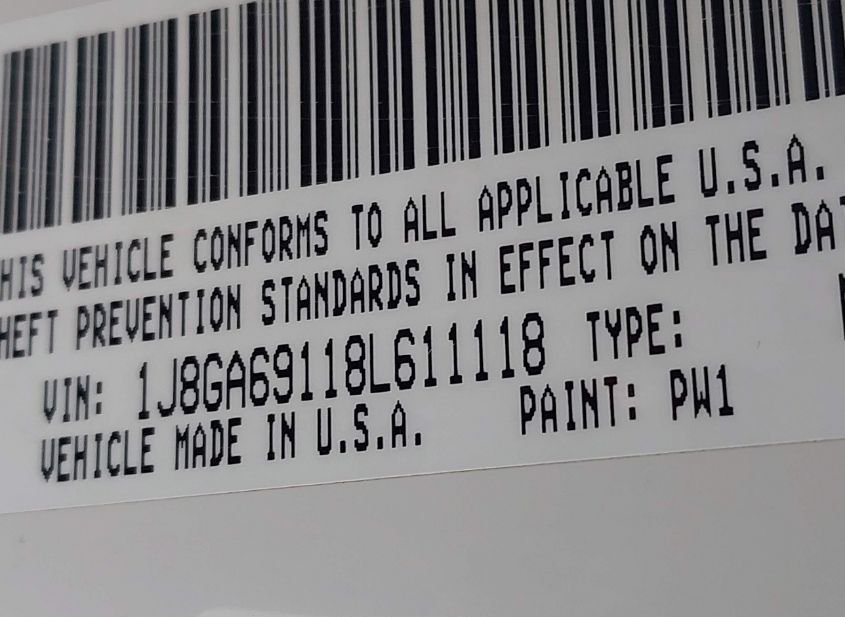 HIS VEHICLE CONFORMS TO ALL APPLICABLE U.S.A.
HEFT PREVENTION STANDARDS IN EFFECT ON THE DA
VIN: 1J8GA69118L611118 TYPE:
VEHICLE MADE IN U.S.A. PAINT: PW1